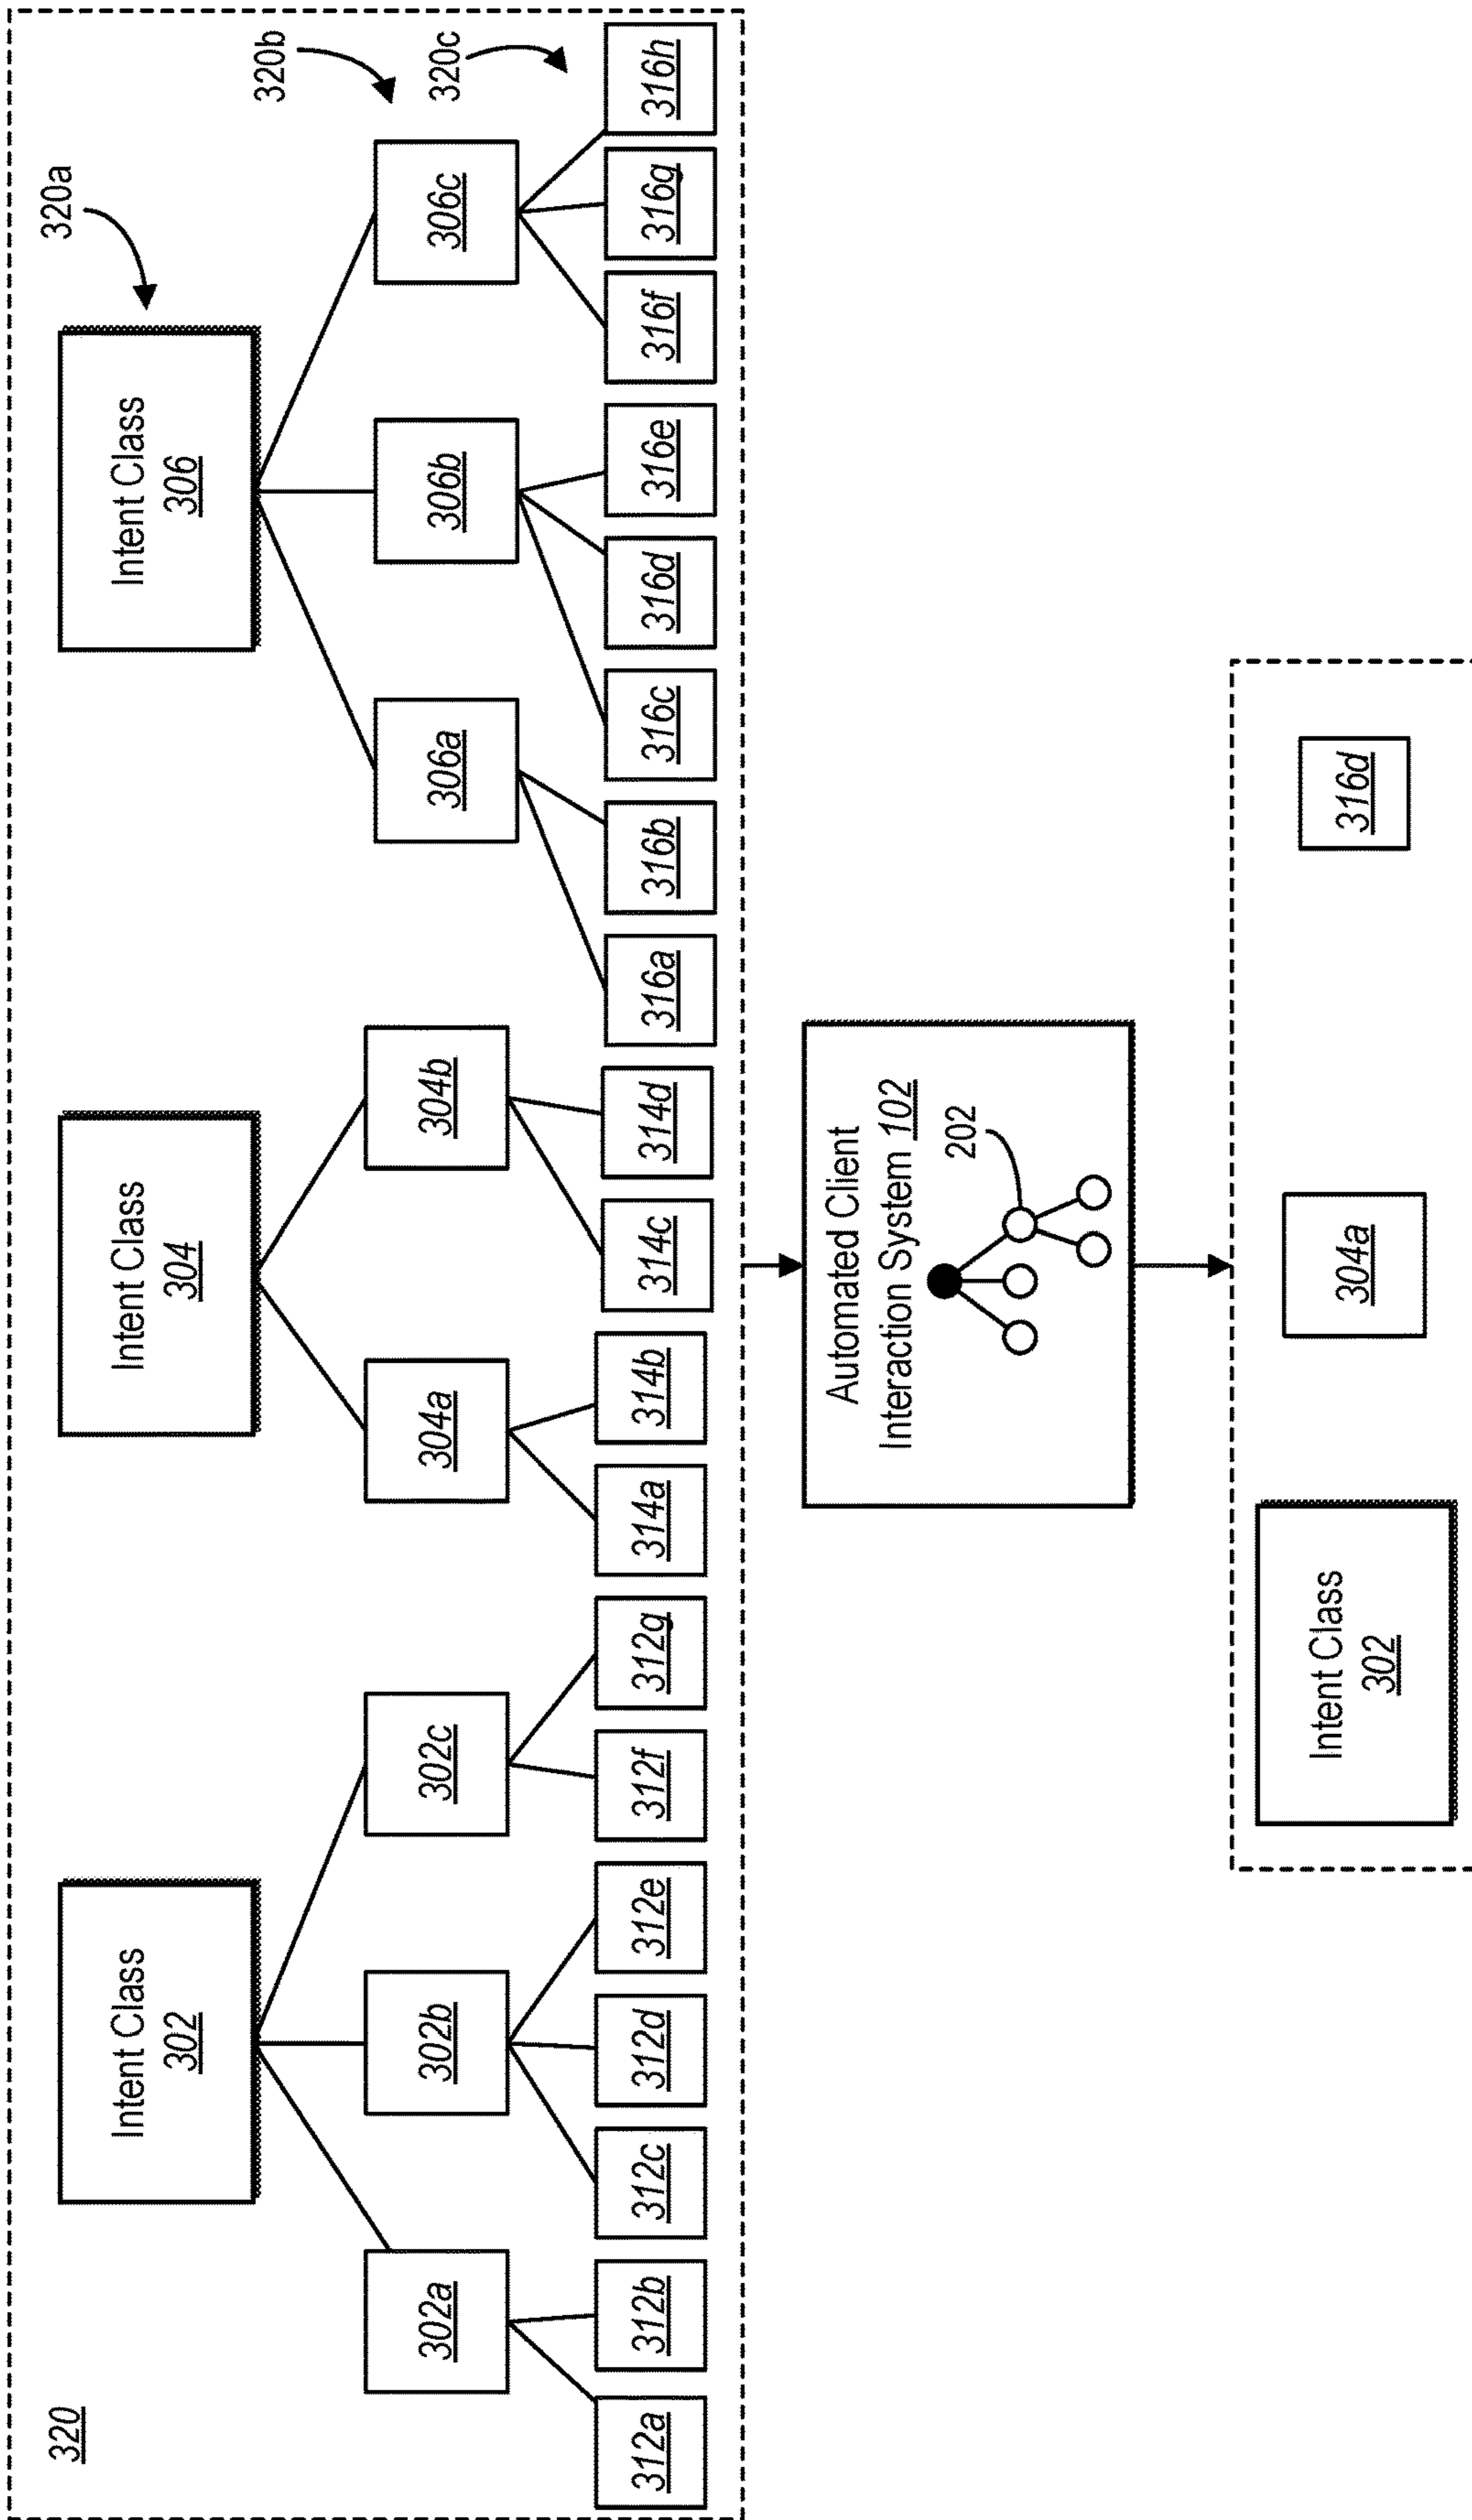 320
320a
Intent Class
302
Intent Class
304
Intent Class
306
320b
302a
302b
302c
304a
304b
306a
306b
306c
320c
312a
312b
312c
312d
312e
312f
312g
314a
314b
314c
314d
316a
316b
316c
316d
316e
316f
316g
316h
Automated Client
Interaction System 102
202
Intent Class
302
304a
316d